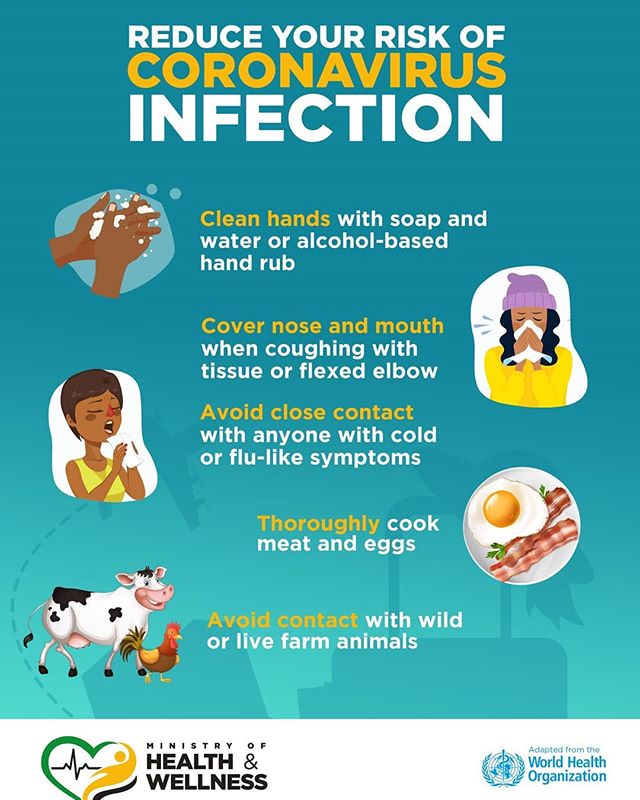 REDUCE YOUR RISK OF
CORONAVIRUS
INFECTION
Clean hands with soap and
water or alcohol-based
hand rub
Cover nose and mouth
when coughing with
tissue or flexed elbow
Avoid close contact
with anyone with cold
or flu-like symptoms
Thoroughly cook
meat and eggs
Avoid contact with wild
or live farm animals
MINISTRY OF
HEALTH &
WELLNESS
Adapted from the
World Health
Organization